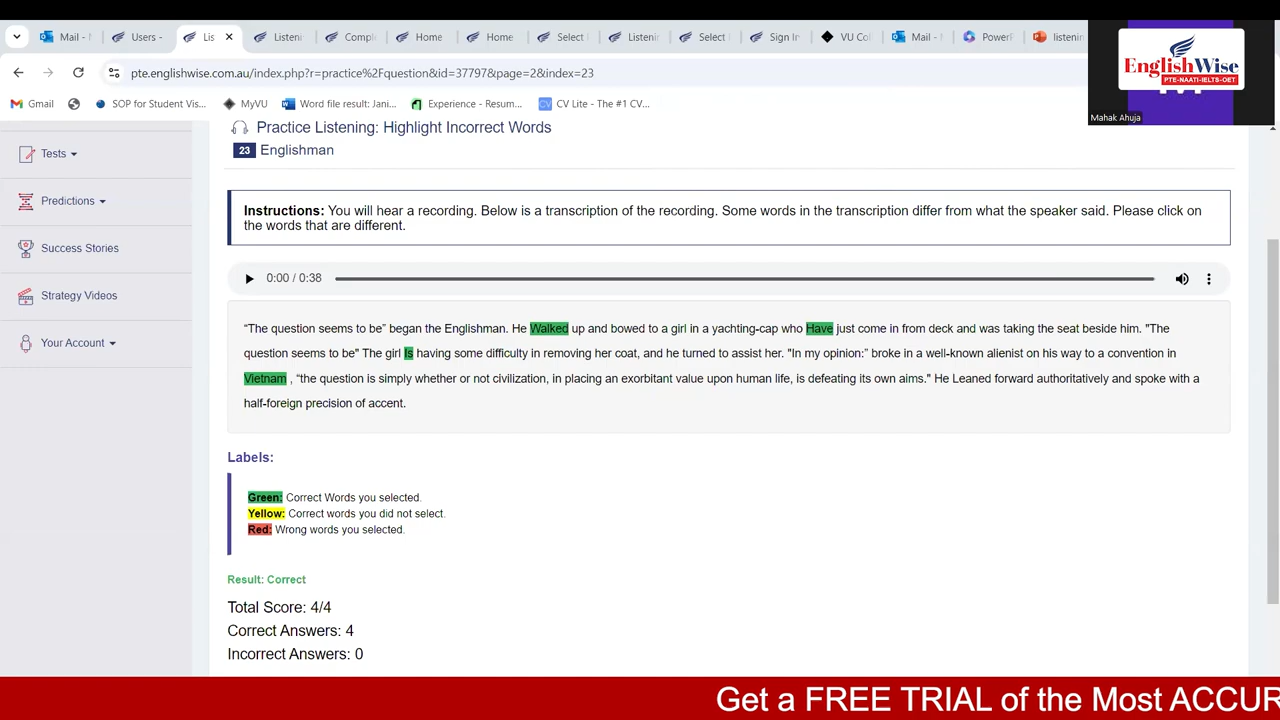 Mail -
Users -
Lis
Listeni
Compl
Home
Home
Select
Listenin
Select
Sign In
VU Col
Mail -
PowerP
listenin
pte.englishwise.com.au/index.php?r=practice%2Fquestion&id=37797&page=2&index=23
Gmail
SOP for Student Vis...
MyVU
Word file result: Jani...
Experience - Resum...
CV Lite - The #1 CV...
EnglishWise
PTE-NAATI-IELTS-OET
Mahak Ahuja
Tests
Predictions
Success Stories
Strategy Videos
Your Account
Practice Listening: Highlight Incorrect Words
23 Englishman
Instructions: You will hear a recording. Below is a transcription of the recording. Some words in the transcription differ from what the speaker said. Please click on
the words that are different.
0:00 / 0:38
“The question seems to be” began the Englishman. He Walked up and bowed to a girl in a yachting-cap who Have just come in from deck and was taking the seat beside him. "The
question seems to be" The girl Is having some difficulty in removing her coat, and he turned to assist her. "In my opinion:” broke in a well-known alienist on his way to a convention in
Vietnam , “the question is simply whether or not civilization, in placing an exorbitant value upon human life, is defeating its own aims." He Leaned forward authoritatively and spoke with a
half-foreign precision of accent.
Labels:
Green: Correct Words you selected.
Yellow: Correct words you did not select.
Red: Wrong words you selected.
Result: Correct
Total Score: 4/4
Correct Answers: 4
Incorrect Answers: 0
Get a FREE TRIAL of the Most ACCUR